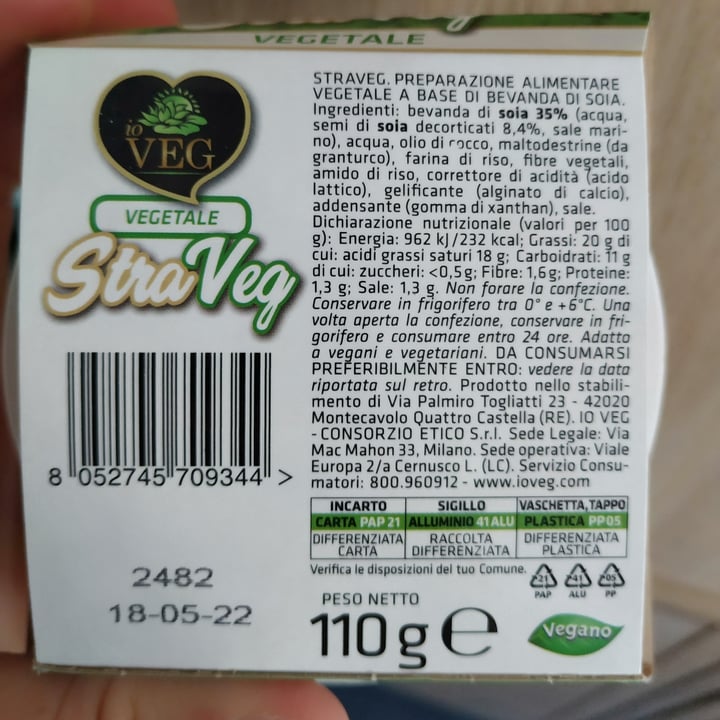 StraVeg
VEGETALE
io
VEG
VEGETALE
StraVeg
8 052745 709344 >
2482
18-05-22
STRAVEG. PREPARAZIONE ALIMENTARE
VEGETALE A BASE DI BEVANDA DI SOIA.
Ingredienti: bevanda di soia 35% (acqua,
semi di soia decorticati 8,4%, sale mari-
no), acqua, olio di cocco, maltodestrine (da
granturco), farina di riso, fibre vegetali,
amido di riso, correttore di acidità (acido
lattico), gelificante (alginato di calcio),
addensante (gomma di xanthan), sale.
Dichiarazione nutrizionale (valori per 100
g): Energia: 962 kj/232 kcal; Grassi: 20 g di
cui: acidi grassi saturi 18 g; Carboidrati: 11 g
di cui: zuccheri: <0,5g; Fibre: 1,6g; Proteine:
1,3 g; Sale: 1,3 g. Non forare la confezione.
Conservare in frigorifero tra 0° e +6°C. Una
volta aperta la confezione, conservare in fri-
gorifero e consumare entro 24 ore. Adatto
a vegani e vegetariani. DA CONSUMARSI
PREFERIBILMENTE ENTRO: vedere la data
riportata sul retro. Prodotto nello stabili-
mento di Via Palmiro Togliatti 23 - 42020
Montecavolo Quattro Castella (RE). IO VEG
- CONSORZIO ETICO S.r.l. Sede Legale: Via
Mac Mahon 33, Milano. Sede operativa: Viale
Europa 2/a Cernusco L. (LC). Servizio Consu-
matori: 800.960912 - www.ioveg.com
INCARTO SIGILLO VASCHETTA,TAPPO
CARTA PAP 21 ALLUMINIO 41 ALU PLASTICA PP05
DIFFERENZIATA RACCOLTA DIFFERENZIATA
CARTA DIFFERENZIATA PLASTICA
Verifica le disposizioni del tuo Comune.
21 41 05
PAP ALU PP
PESO NETTO
110 g e
Vegano